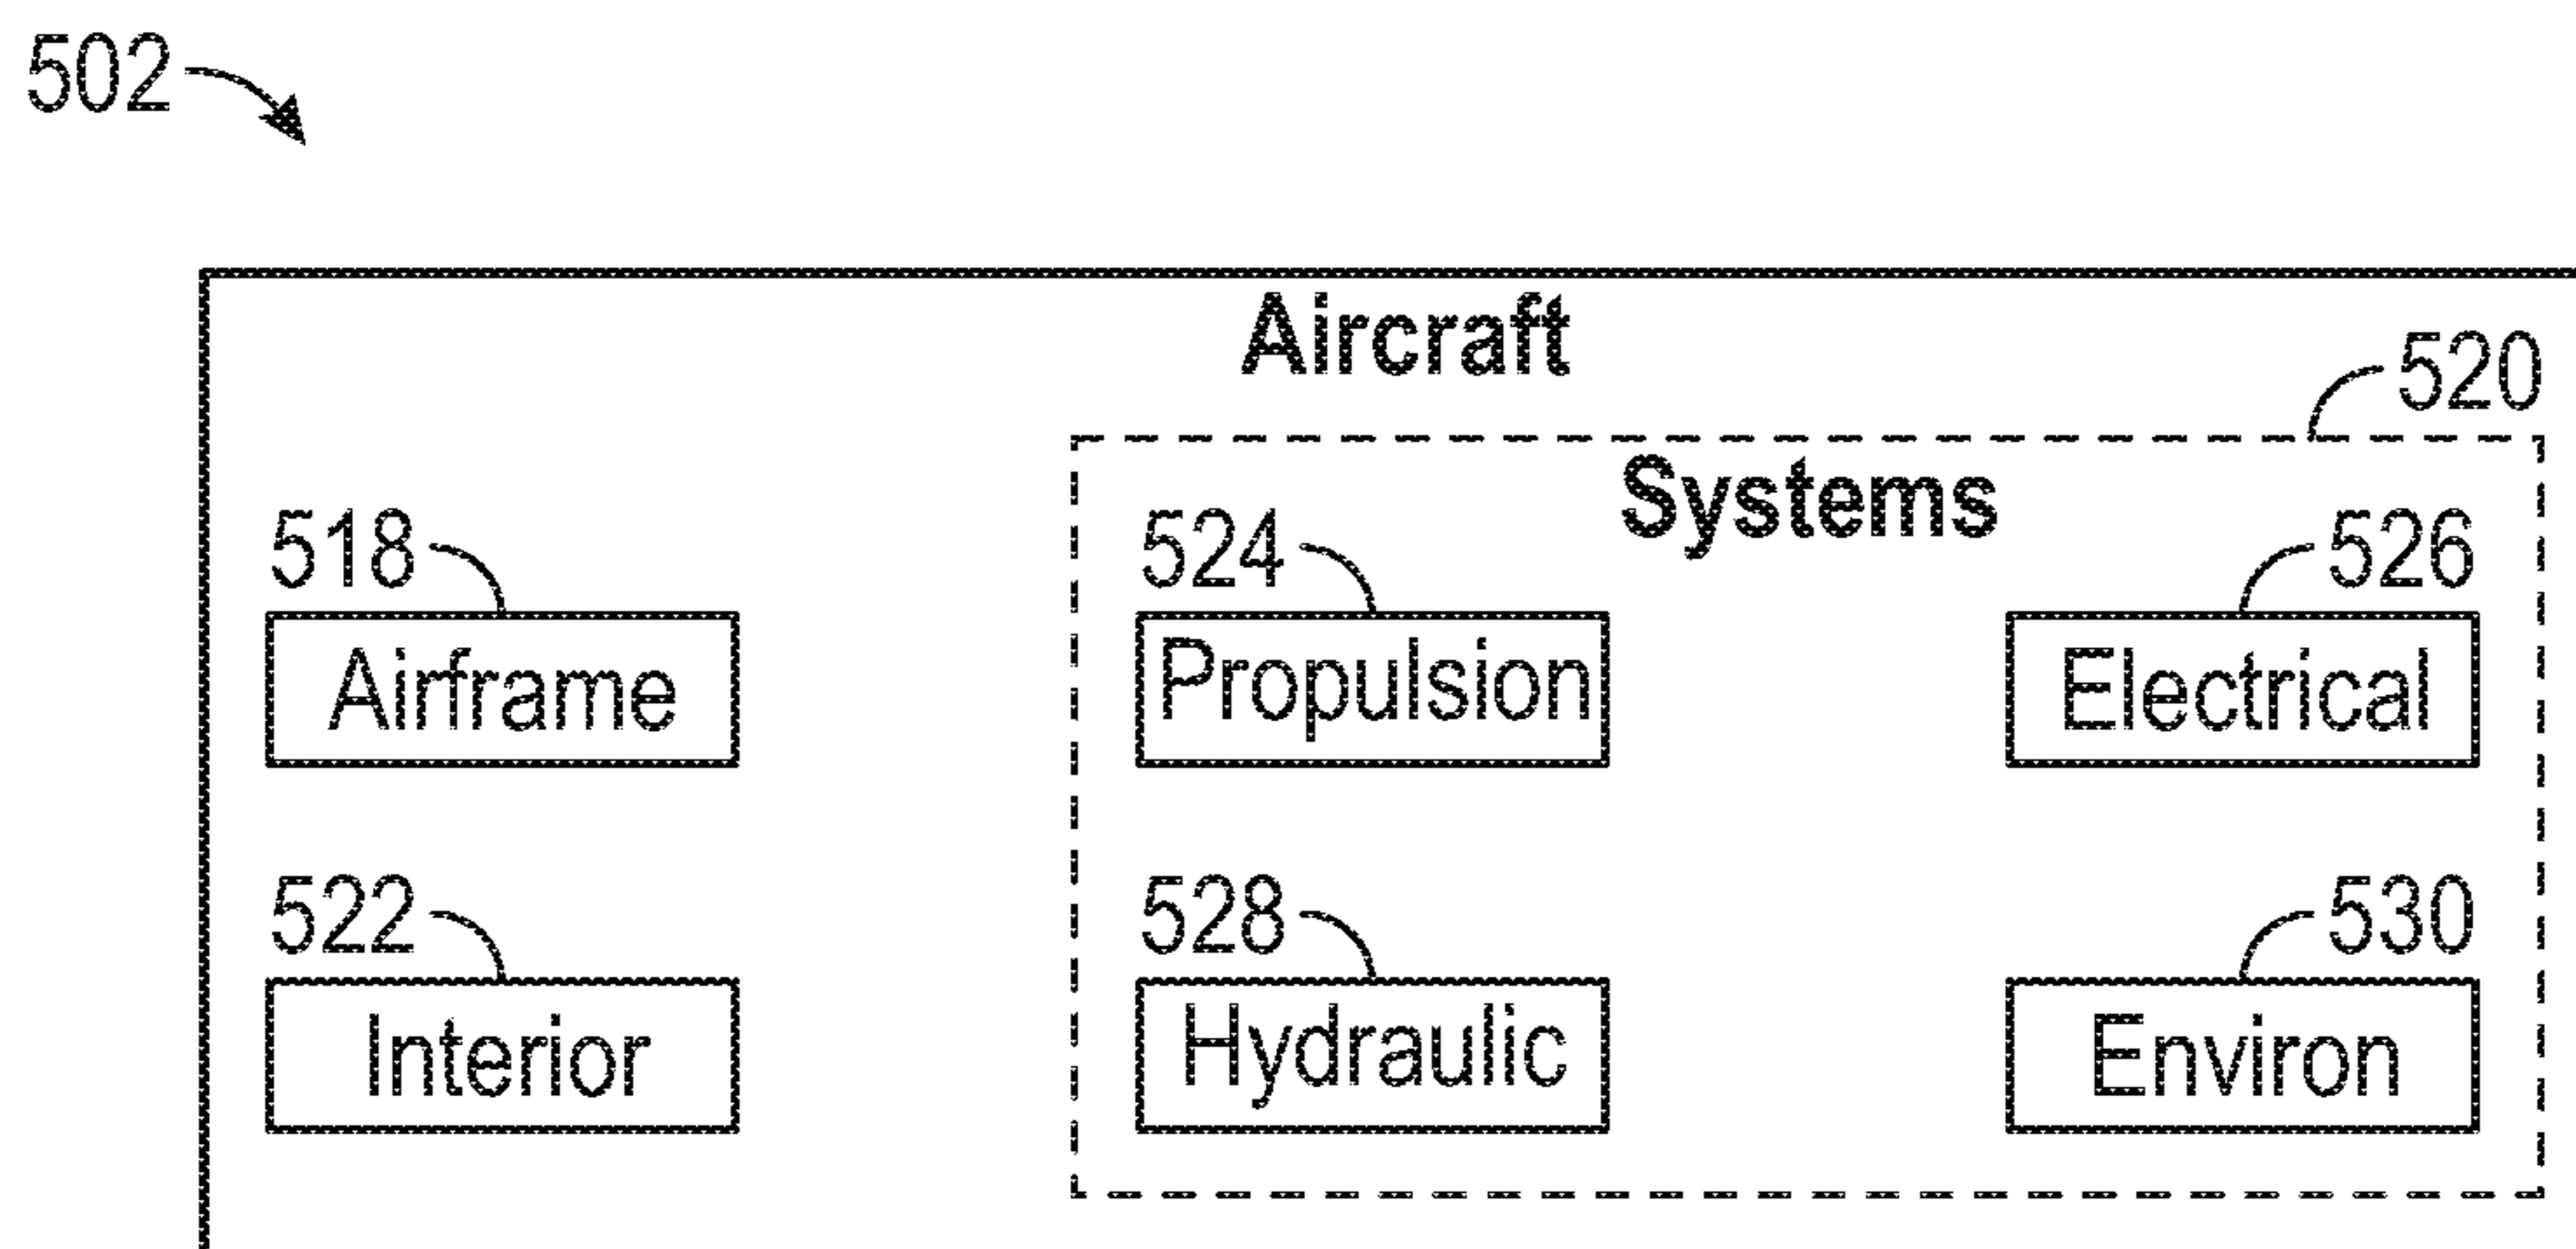 502
Aircraft
520
Systems
518 524 526
Airframe Propulsion Electrical
522 528 530
Interior Hydraulic Environ